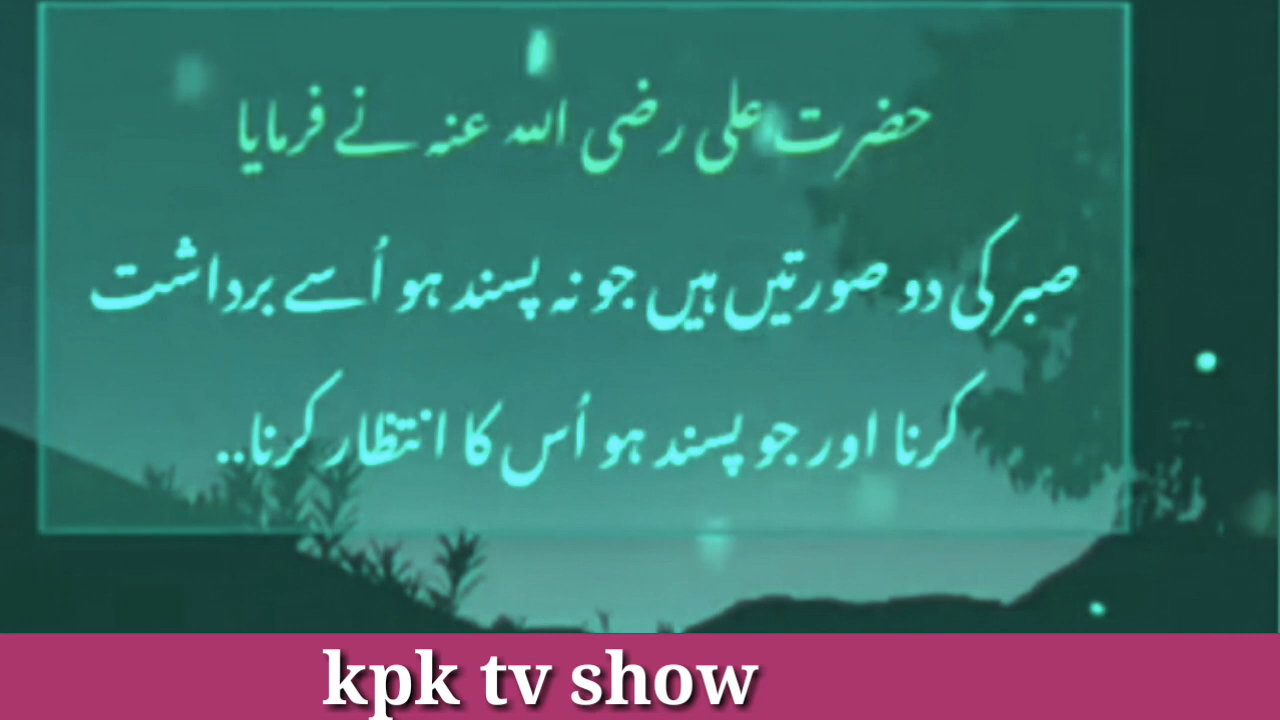 حضرت علی رضی اللہ عنہ نے فرمایا
صبر کی دو صورتیں ہیں جو نہ پسند ہو اُسے برداشت
کرنا اور جو پسند ہو اُس کا انتظار کرنا..
kpk tv show